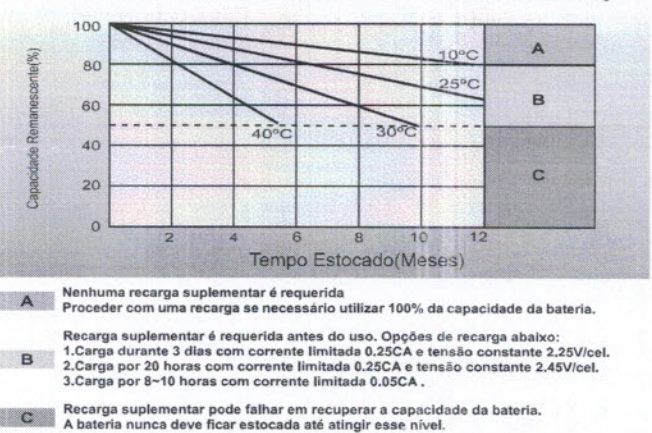 Capacidade Remanescente(%)
100
80
60
40
20
0
10ºC
25ºC
40ºC
30ºC
2
4
6
8
10
12
A
B
C
Tempo Estocado(Meses)
A
Nenhuma recarga suplementar é requerida
Proceder com uma recarga se necessário utilizar 100% da capacidade da bateria.
B
Recarga suplementar é requerida antes do uso. Opções de recarga abaixo:
1.Carga durante 3 dias com corrente limitada 0.25CA e tensão constante 2.25V/cel.
2.Carga por 20 horas com corrente limitada 0.25CA e tensão constante 2.45V/cel.
3.Carga por 8~10 horas com corrente limitada 0.05CA .
C
Recarga suplementar pode falhar em recuperar a capacidade da bateria.
A bateria nunca deve ficar estocada até atingir esse nível.